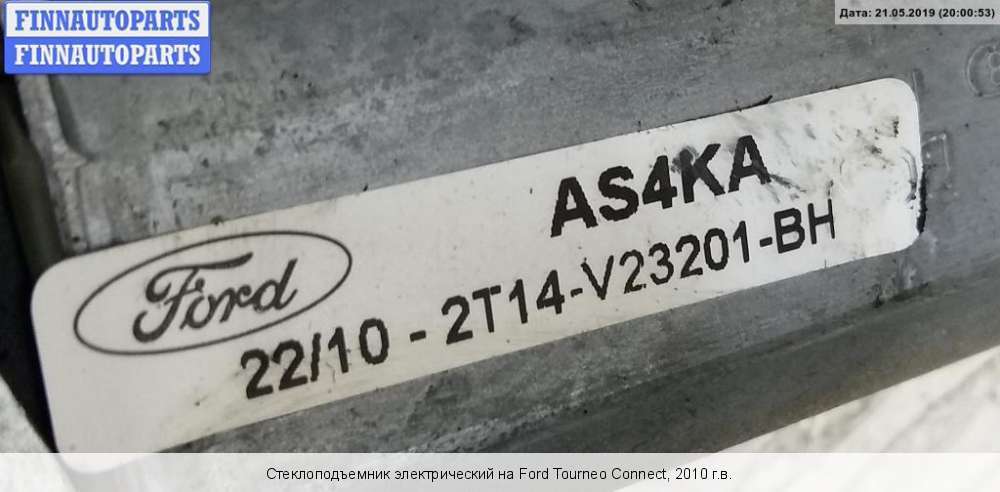 FINNAUTOPARTS
FINNAUTOPARTS
Дата: 21.05.2019 (20:00:53)
AS4KA
Ford
22/10 - 2T14-V23201-BH
Стеклоподъемник электрический на Ford Tourneo Connect, 2010 г.в.